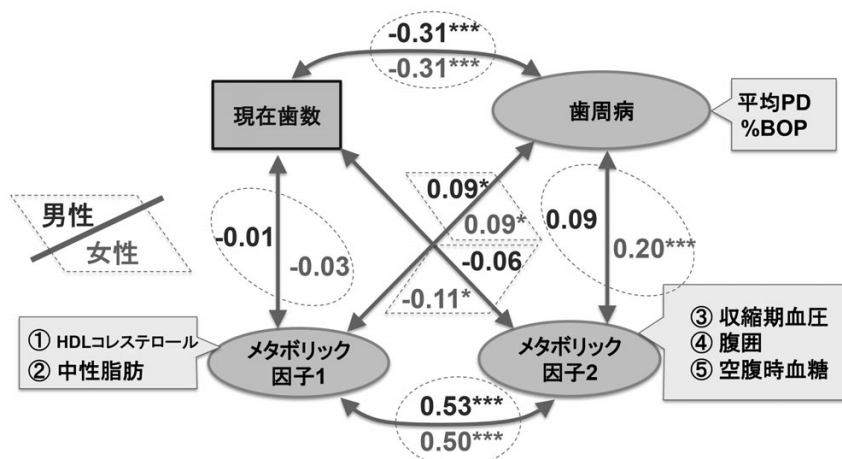 -0.31***
-0.31***
現在歯数
歯周病
平均PD
%BOP
男性
女性
-0.01
-0.03
0.09*
0.09*
-0.06
-0.11*
0.09
0.20***
① HDLコレステロール
② 中性脂肪
メタボリック
因子1
メタボリック
因子2
③ 収縮期血圧
④ 腹囲
⑤ 空腹時血糖
0.53***
0.50***